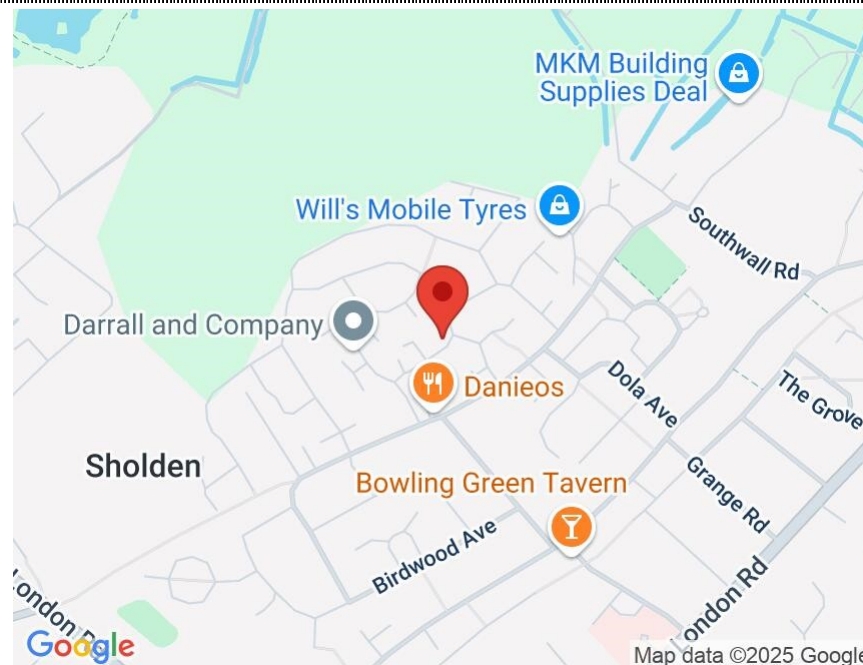 MKM Building
Supplies Deal
Will's Mobile Tyres
Southwall Rd
Darrall and Company
Danieos
Dola Ave
The Grove
Sholden
Bowling Green Tavern
Grange Rd
Birdwood Ave
London Rd
London R
Google
Map data ©2025 Google